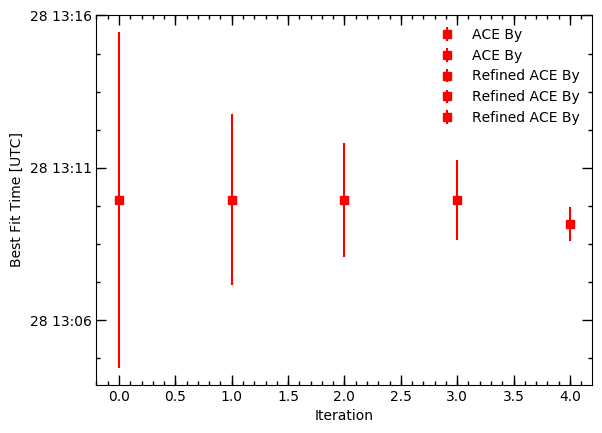 28 13:16
28 13:11
28 13:06
Best Fit Time [UTC]
ACE By
ACE By
Refined ACE By
Refined ACE By
Refined ACE By
0.0 0.5 1.0 1.5 2.0 2.5 3.0 3.5 4.0
Iteration